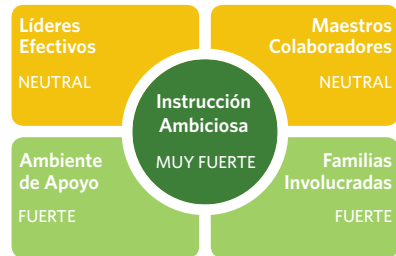 Líderes
Efectivos
NEUTRAL
Maestros
Colaboradores
NEUTRAL
Instrucción
Ambiciosa
MUY FUERTE
Ambiente
de Apoyo
FUERTE
Familias
Involucradas
FUERTE